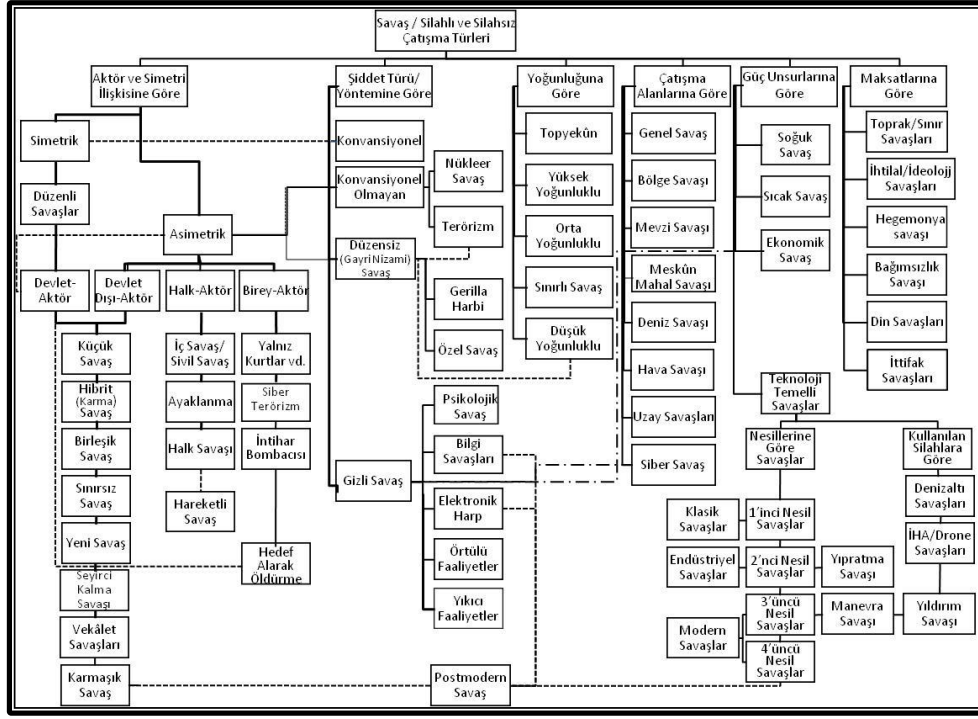 Savaş / Silahlı ve Silahsız
Çatışma Türleri
Aktör ve Simetri
İlişkisine Göre
Şiddet Türü/
Yöntemine Göre
Yoğunluğuna
Göre
Çatışma
Alanlarına Göre
Güç Unsurlarına
Göre
Maksatlarına
Göre
Simetrik
Düzenli
Savaşlar
Asimetrik
Devlet-
Aktör
Devlet
Dışı-Aktör
Halk-Aktör
Birey-Aktör
Küçük
Savaş
Hibrit
(Karma)
Savaş
Birleşik
Savaş
Sınırsız
Savaş
Yeni Savaş
Seyirci
Kalma
Savaşı
Vekâlet
Savaşları
Karmaşık
Savaş
İç Savaş/
Sivil Savaş
Ayaklanma
Halk Savaşı
Hareketli
Savaş
Yalnız
Kurtlar vd.
Siber
Terörizm
İntihar
Bombacısı
Hedef
Alarak
Öldürme
Konvansiyonel
Konvansiyonel
Olmayan
Nükleer
Savaş
Terörizm
Düzensiz
(Gayri Nizami)
Savaş
Gerilla
Harbi
Özel Savaş
Gizli Savaş
Psikolojik
Savaş
Bilgi
Savaşları
Elektronik
Harp
Örtülü
Faaliyetler
Yıkıcı
Faaliyetler
Postmodern
Savaş
Topyekûn
Yüksek
Yoğunluklu
Orta
Yoğunluklu
Sınırlı Savaş
Düşük
Yoğunluklu
Genel Savaş
Bölge Savaşı
Mevzi Savaşı
Meskûn
Mahal Savaşı
Deniz Savaşı
Hava Savaşı
Uzay Savaşları
Siber Savaş
Soğuk
Savaş
Sıcak Savaş
Ekonomik
Savaş
Teknoloji
Temelli
Savaşlar
Nesillerine
Göre
Savaşlar
Kullanılan
Silahlara
Göre
Klasik
Savaşlar
1'inci Nesil
Savaşlar
Endüstriyel
Savaşlar
2'nci Nesil
Savaşlar
Yıpratma
Savaşı
Modern
Savaşlar
3'üncü
Nesil
Savaşlar
Manevra
Savaşı
Yıldırım
Savaşı
4'üncü
Nesil
Savaşlar
Denizaltı
Savaşları
İHA/Drone
Savaşları
Toprak/Sınır
Savaşları
İhtilal/İdeolojj
Savaşları
Hegemonya
savaşı
Bağımsızlık
Savaşı
Din Savaşları
İttifak
Savaşları